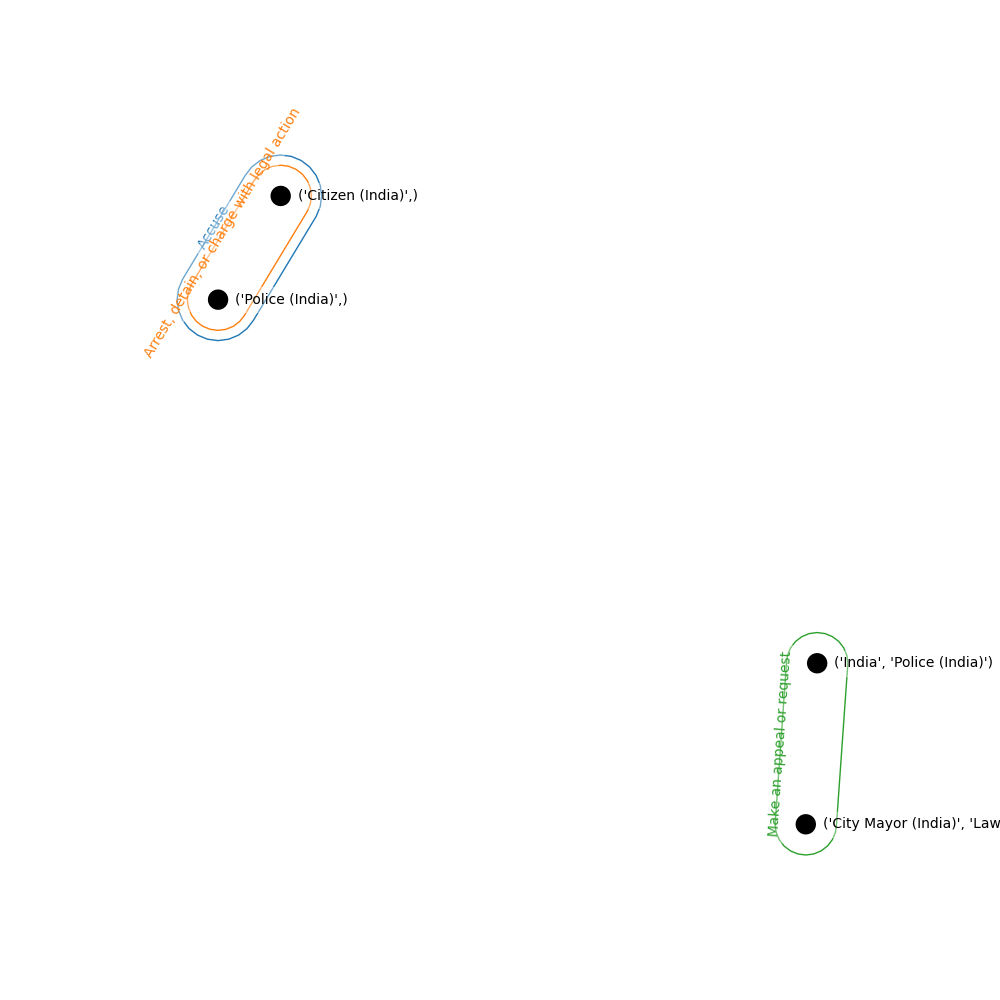 Arrest, detain, or charge with legal action
Accuse
('Citizen (India)',)
('Police (India)',)
Make an appeal or request
('India', 'Police (India)')
('City Mayor (India)', 'Law